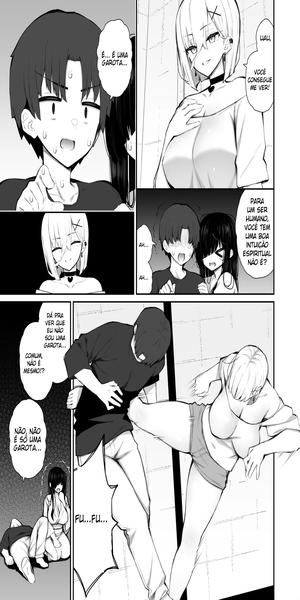 UAU,
VOCÊ
CONSEGUE
ME VER!
É... É UMA
GAROTA...
PARA
UM SER
HUMANO,
VOCÊ TEM
UMA BOA
INTUIÇÃO
ESPIRITUAL
NÃO É?
AH...
AH...
DÁ PRA
VER QUE EU
NÃO SOU UMA
GAROTA...
COMUM, NÃO
É MESMO!?
FU...FU...
NÃO, NÃO
É SÓ UMA
GAROTA.